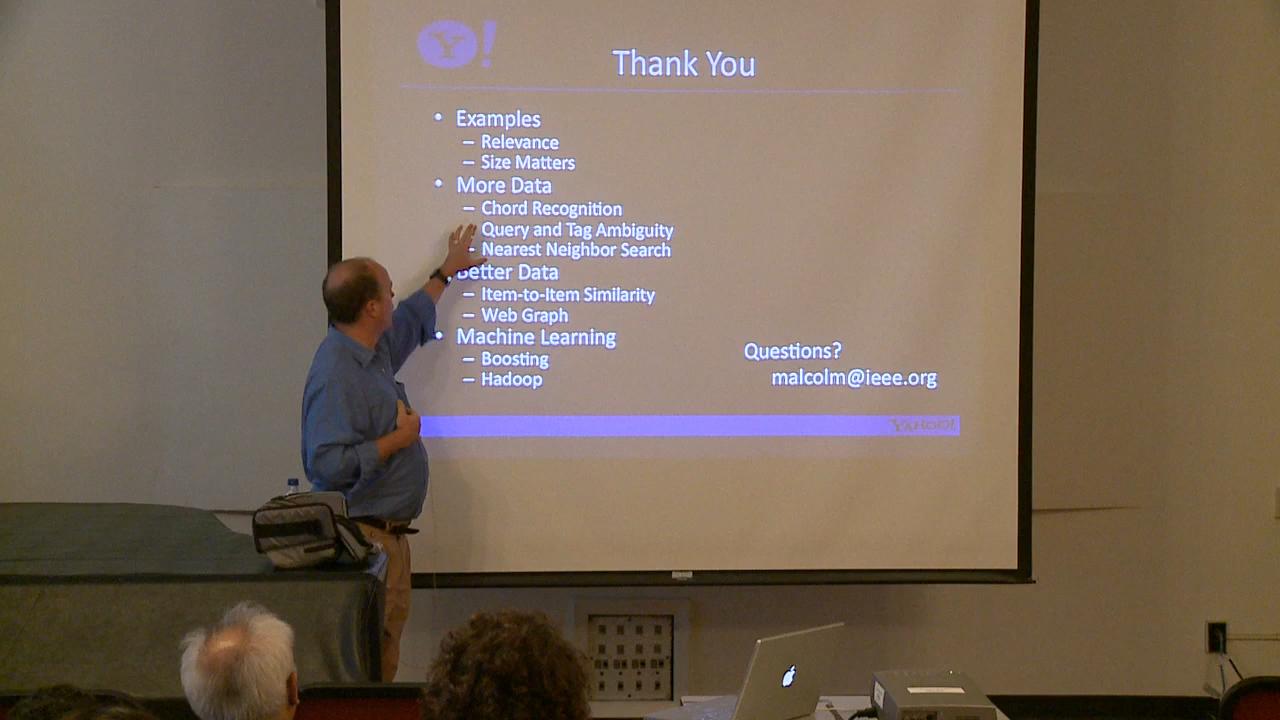 Y!
Thank You
• Examples
– Relevance
– Size Matters
• More Data
– Chord Recognition
Query and Tag Ambiguity
– Nearest Neighbor Search
Better Data
– Item-to-Item Similarity
– Web Graph
• Machine Learning
– Boosting
– Hadoop
Questions?
malcolm@ieee.org
YAHOO!